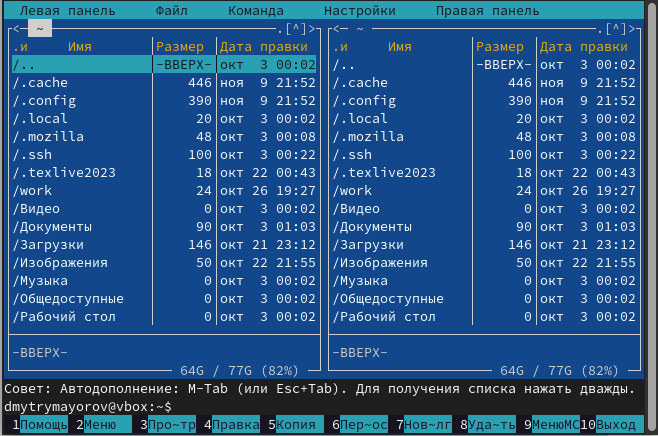 Левая панель Файл Команда Настройки Правая панель
<─ ~ ─.[^]> <─ ~ ─.[^]>
.и Имя Размер Дата правки .и Имя Размер Дата правки
/.. -ВВЕРХ- окт 3 00:02 /.. -ВВЕРХ- окт 3 00:02
/.cache 446 ноя 9 21:52 /.cache 446 ноя 9 21:52
/.config 390 ноя 9 21:52 /.config 390 ноя 9 21:52
/.local 20 окт 3 00:02 /.local 20 окт 3 00:02
/.mozilla 48 окт 3 00:08 /.mozilla 48 окт 3 00:08
/.ssh 100 окт 3 00:22 /.ssh 100 окт 3 00:22
/.texlive2023 18 окт 22 00:43 /.texlive2023 18 окт 22 00:43
/work 24 окт 26 19:27 /work 24 окт 26 19:27
/Видео 0 окт 3 00:02 /Видео 0 окт 3 00:02
/Документы 90 окт 3 01:03 /Документы 90 окт 3 01:03
/Загрузки 146 окт 21 23:12 /Загрузки 146 окт 21 23:12
/Изображения 50 окт 22 21:55 /Изображения 50 окт 22 21:55
/Музыка 0 окт 3 00:02 /Музыка 0 окт 3 00:02
/Общедоступные 0 окт 3 00:02 /Общедоступные 0 окт 3 00:02
/Рабочий стол 0 окт 3 00:02 /Рабочий стол 0 окт 3 00:02
-ВВЕРХ- -ВВЕРХ-
64G / 77G (82%) 64G / 77G (82%)
Совет: Автодополнение: M-Tab (или Esc+Tab). Для получения списка нажать дважды.
dmytrymayorov@vbox:~$
1Помощь 2Меню 3Про~тр 4Правка 5Копия 6Пер~ос 7Нов~лг 8Уда~ть 9МенюMC 10Выход